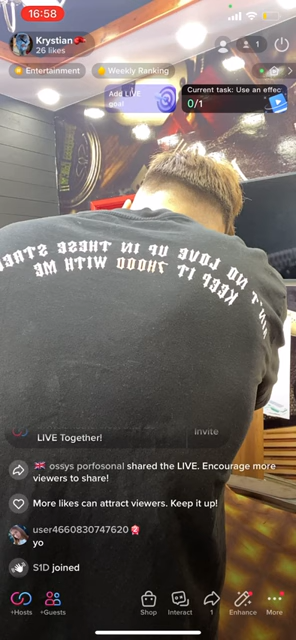 16:58
Krystian
26 likes
1
Entertainment
Weekly Ranking
Add LIVE
goal
Current task: Use an effec
0/1
AIN'T NO LOVE UP IN THESE STREE
KEEP IT WITH ME
LIVE Together!
Invite
ossys porfosonal shared the LIVE. Encourage more
viewers to share!
More likes can attract viewers. Keep it up!
user4660830747620
yo
S1D joined
+Hosts
+Guests
Shop
Interact
1
Enhance
More